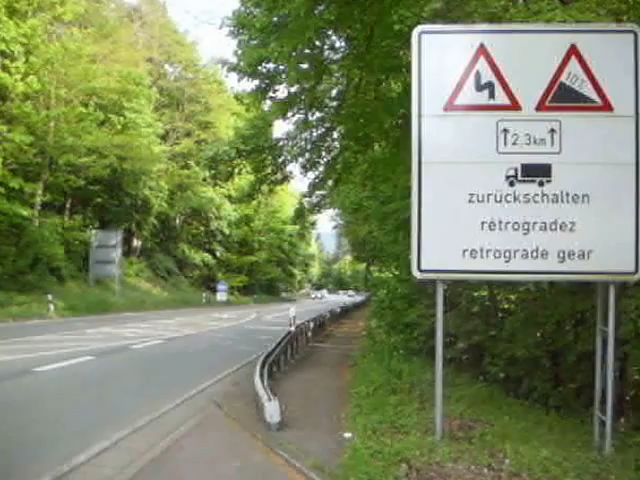 10%
2,3km
zurückschalten
rétrogradez
retrograde gear